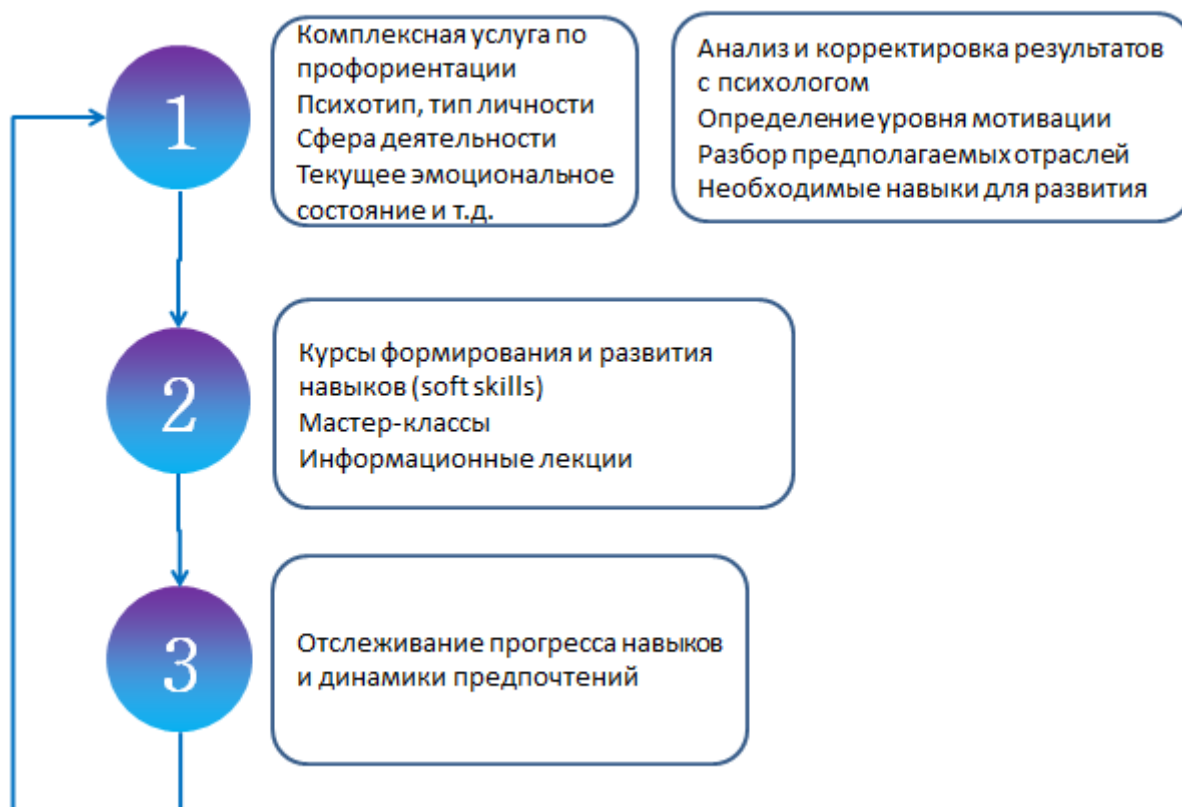 1
Комплексная услуга по
профориентации
Психотип, тип личности
Сфера деятельности
Текущее эмоциональное
состояние и т.д.
Анализ и корректировка результатов
с психологом
Определение уровня мотивации
Разбор предполагаемых отраслей
Необходимые навыки для развития
2
Курсы формирования и развития
навыков (soft skills)
Мастер-классы
Информационные лекции
3
Отслеживание прогресса навыков
и динамики предпочтений